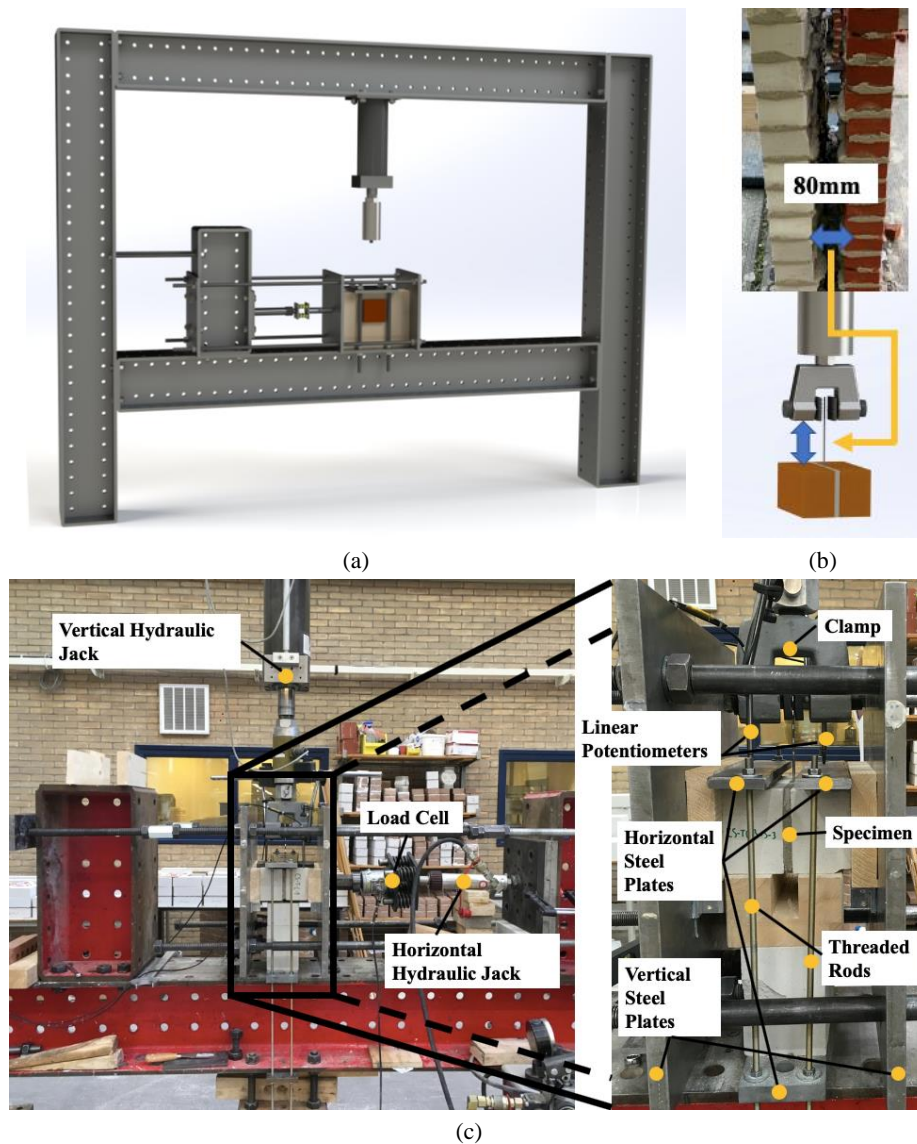 80mm
(a)
(b)
Vertical Hydraulic
Jack
Load Cell
Horizontal
Hydraulic Jack
Clamp
Linear
Potentiometers
Specimen
Horizontal
Steel
Plates
Threaded
Rods
Vertical
Steel
Plates
(c)